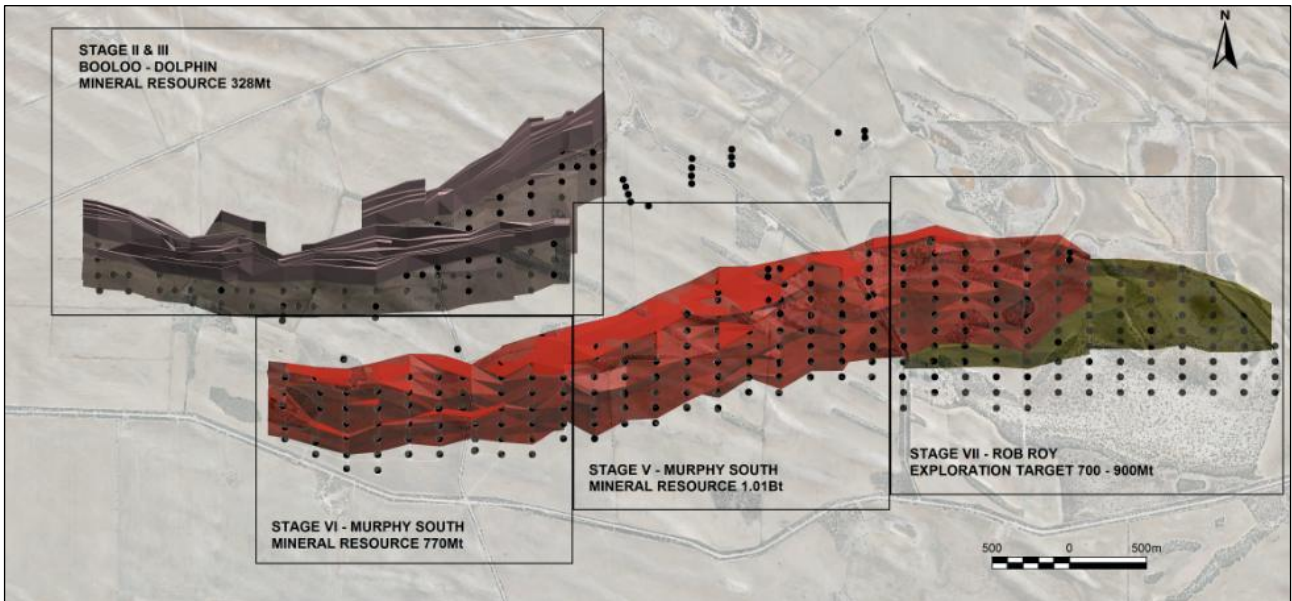 STAGE II & III
BOOLOO - DOLPHIN
MINERAL RESOURCE 328Mt
N
STAGE VII - ROB ROY
EXPLORATION TARGET 700 - 900Mt
STAGE V - MURPHY SOUTH
MINERAL RESOURCE 1.01Bt
STAGE VI - MURPHY SOUTH
MINERAL RESOURCE 770Mt
500 0 500m